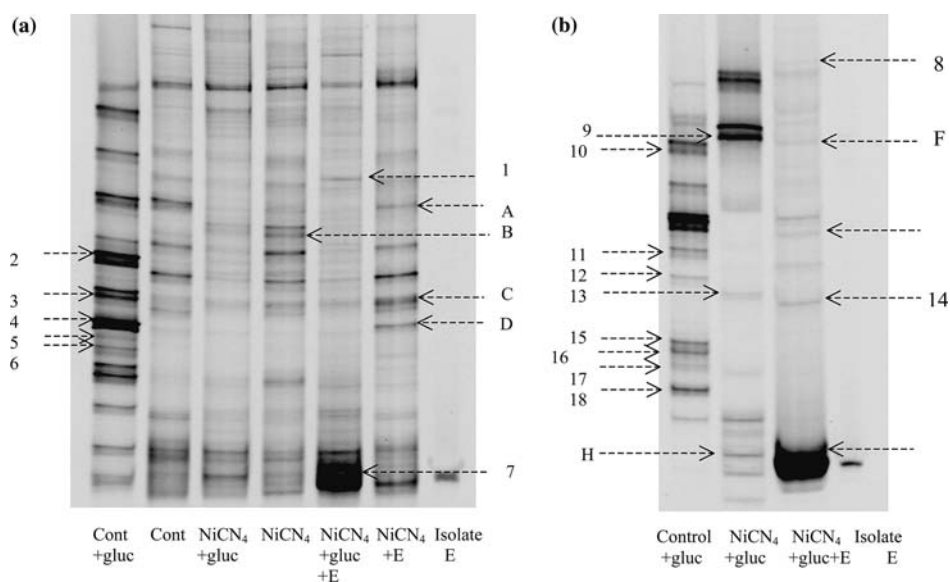 (a)
1
A
B
2
3
C
4
D
5
6
7
Cont Cont NiCN₄ NiCN₄ NiCN₄ NiCN₄ Isolate
+gluc +gluc +gluc +E E
+E
(b)
8
9
F
10
11
12
13
14
15
16
17
18
H
Control NiCN₄ NiCN₄ Isolate
+gluc +gluc +gluc+E E